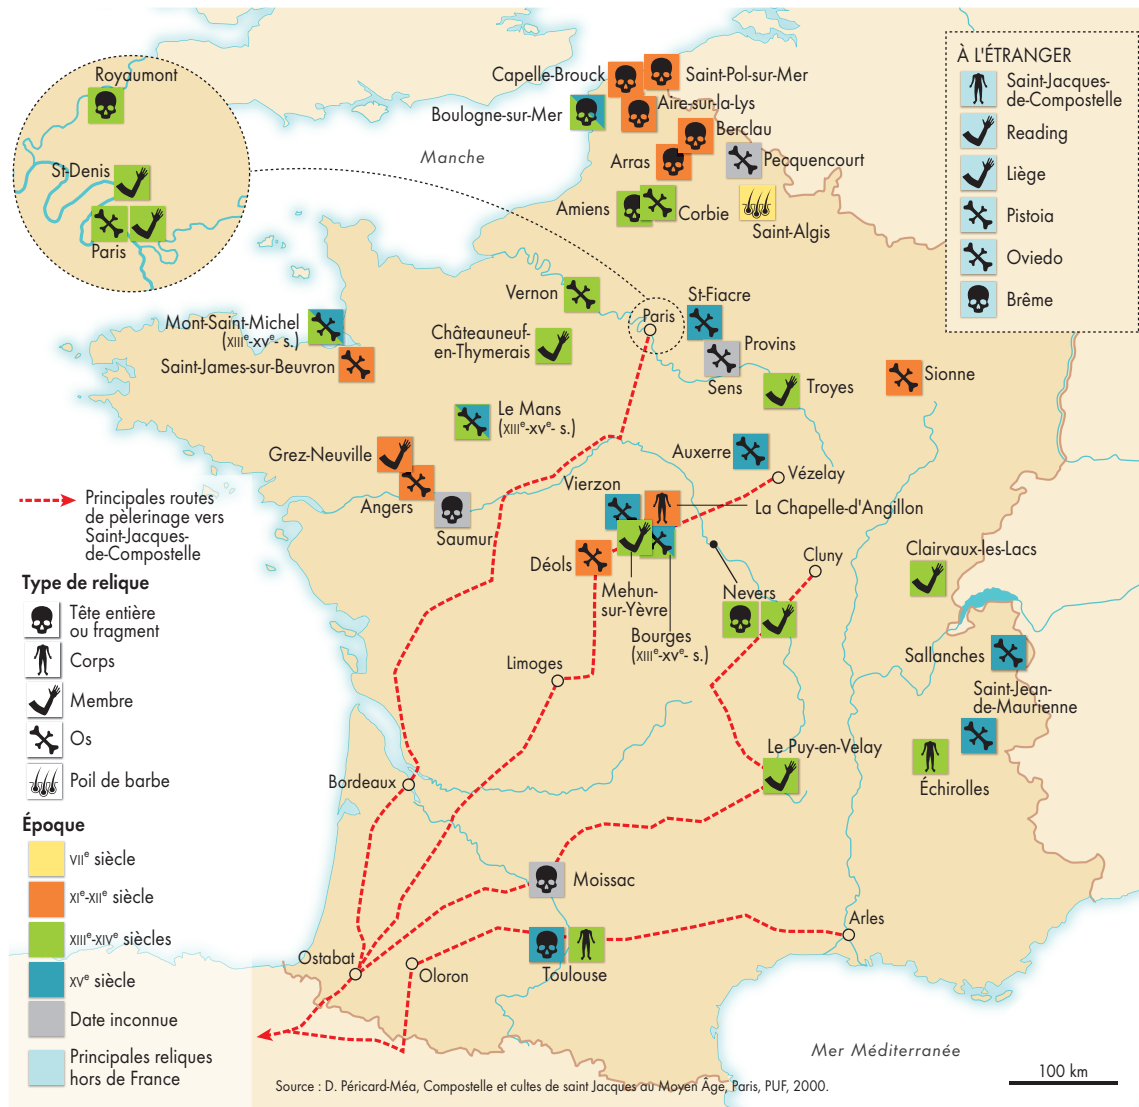 Royaumont
St-Denis
Paris
Manche
Capelle-Brouck
Saint-Pol-sur-Mer
Boulogne-sur-Mer
Aire-sur-la-Lys
Berclau
Arras
Pecquencourt
Amiens
Corbie
Saint-Algis
À L'ÉTRANGER
Saint-Jacques-
de-Compostelle
Reading
Liège
Pistoia
Oviedo
Brême
Vernon
St-Fiacre
Paris
Mont-Saint-Michel
(XIIIe-XVe- s.)
Châteauneuf-
en-Thymerais
Provins
Saint-James-sur-Beuvron
Sens
Troyes
Sionne
Le Mans
(XIIIe-XVe- s.)
Grez-Neuville
Auxerre
Vézelay
Angers
Vierzon
La Chapelle-d'Angillon
Saumur
Déols
Cluny
Clairvaux-les-Lacs
Mehun-
sur-Yèvre
Nevers
Bourges
(XIIIe-XVe- s.)
Limoges
Sallanches
Saint-Jean-
de-Maurienne
Le Puy-en-Velay
Bordeaux
Échirolles
Moissac
Arles
Ostabat
Oloron
Toulouse
Principales routes
de pèlerinage vers
Saint-Jacques-
de-Compostelle
Type de relique
Tête entière
ou fragment
Corps
Membre
Os
Poil de barbe
Époque
VIIe siècle
XIe-XIIe siècle
XIIIe-XIVe siècles
XVe siècle
Date inconnue
Principales reliques
hors de France
Mer Méditerranée
100 km
Source : D. Péricard-Méa, Compostelle et cultes de saint Jacques au Moyen Âge, Paris, PUF, 2000.